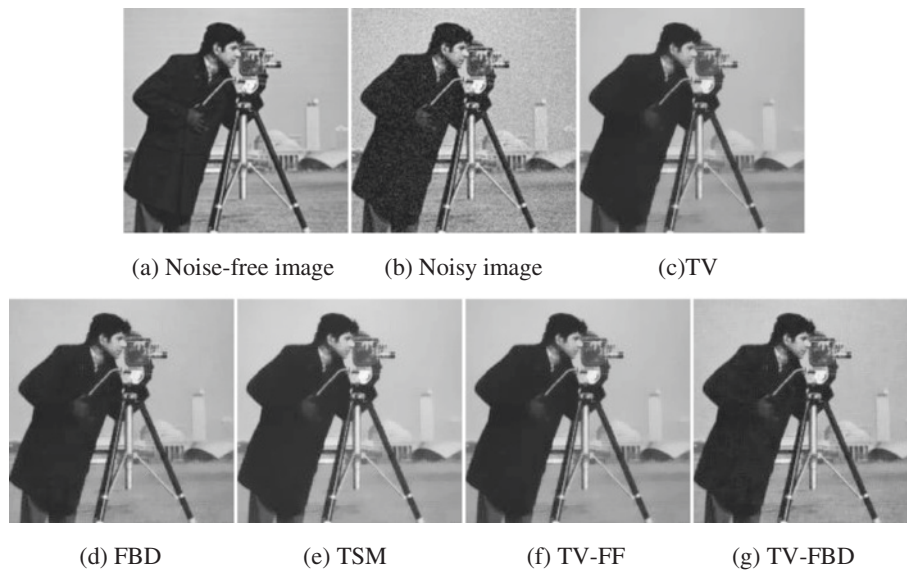 (a) Noise-free image (b) Noisy image (c)TV
(d) FBD (e) TSM (f) TV-FF (g) TV-FBD